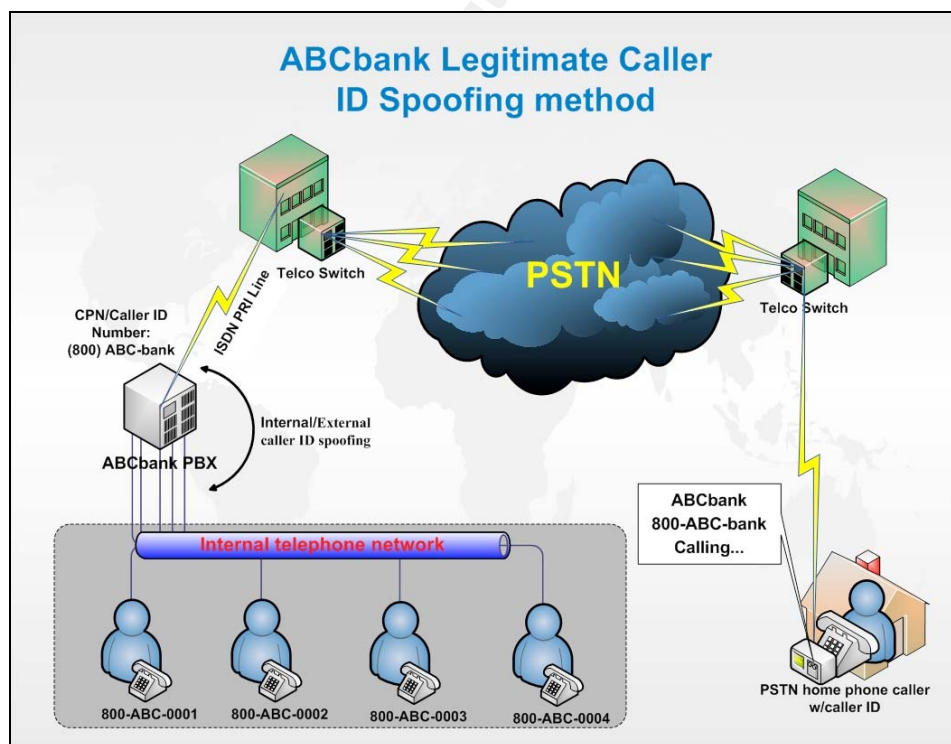 ABCbank Legitimate Caller
ID Spoofing method
Telco Switch
PSTN
Telco Switch
CPN/Caller ID
Number:
(800) ABC-bank
ISDN PRI Line
Internal/External
caller ID spoofing
ABCbank PBX
ABCbank
800-ABC-bank
Calling...
Internal telephone network
800-ABC-0001
800-ABC-0002
800-ABC-0003
800-ABC-0004
PSTN home phone caller
w/caller ID